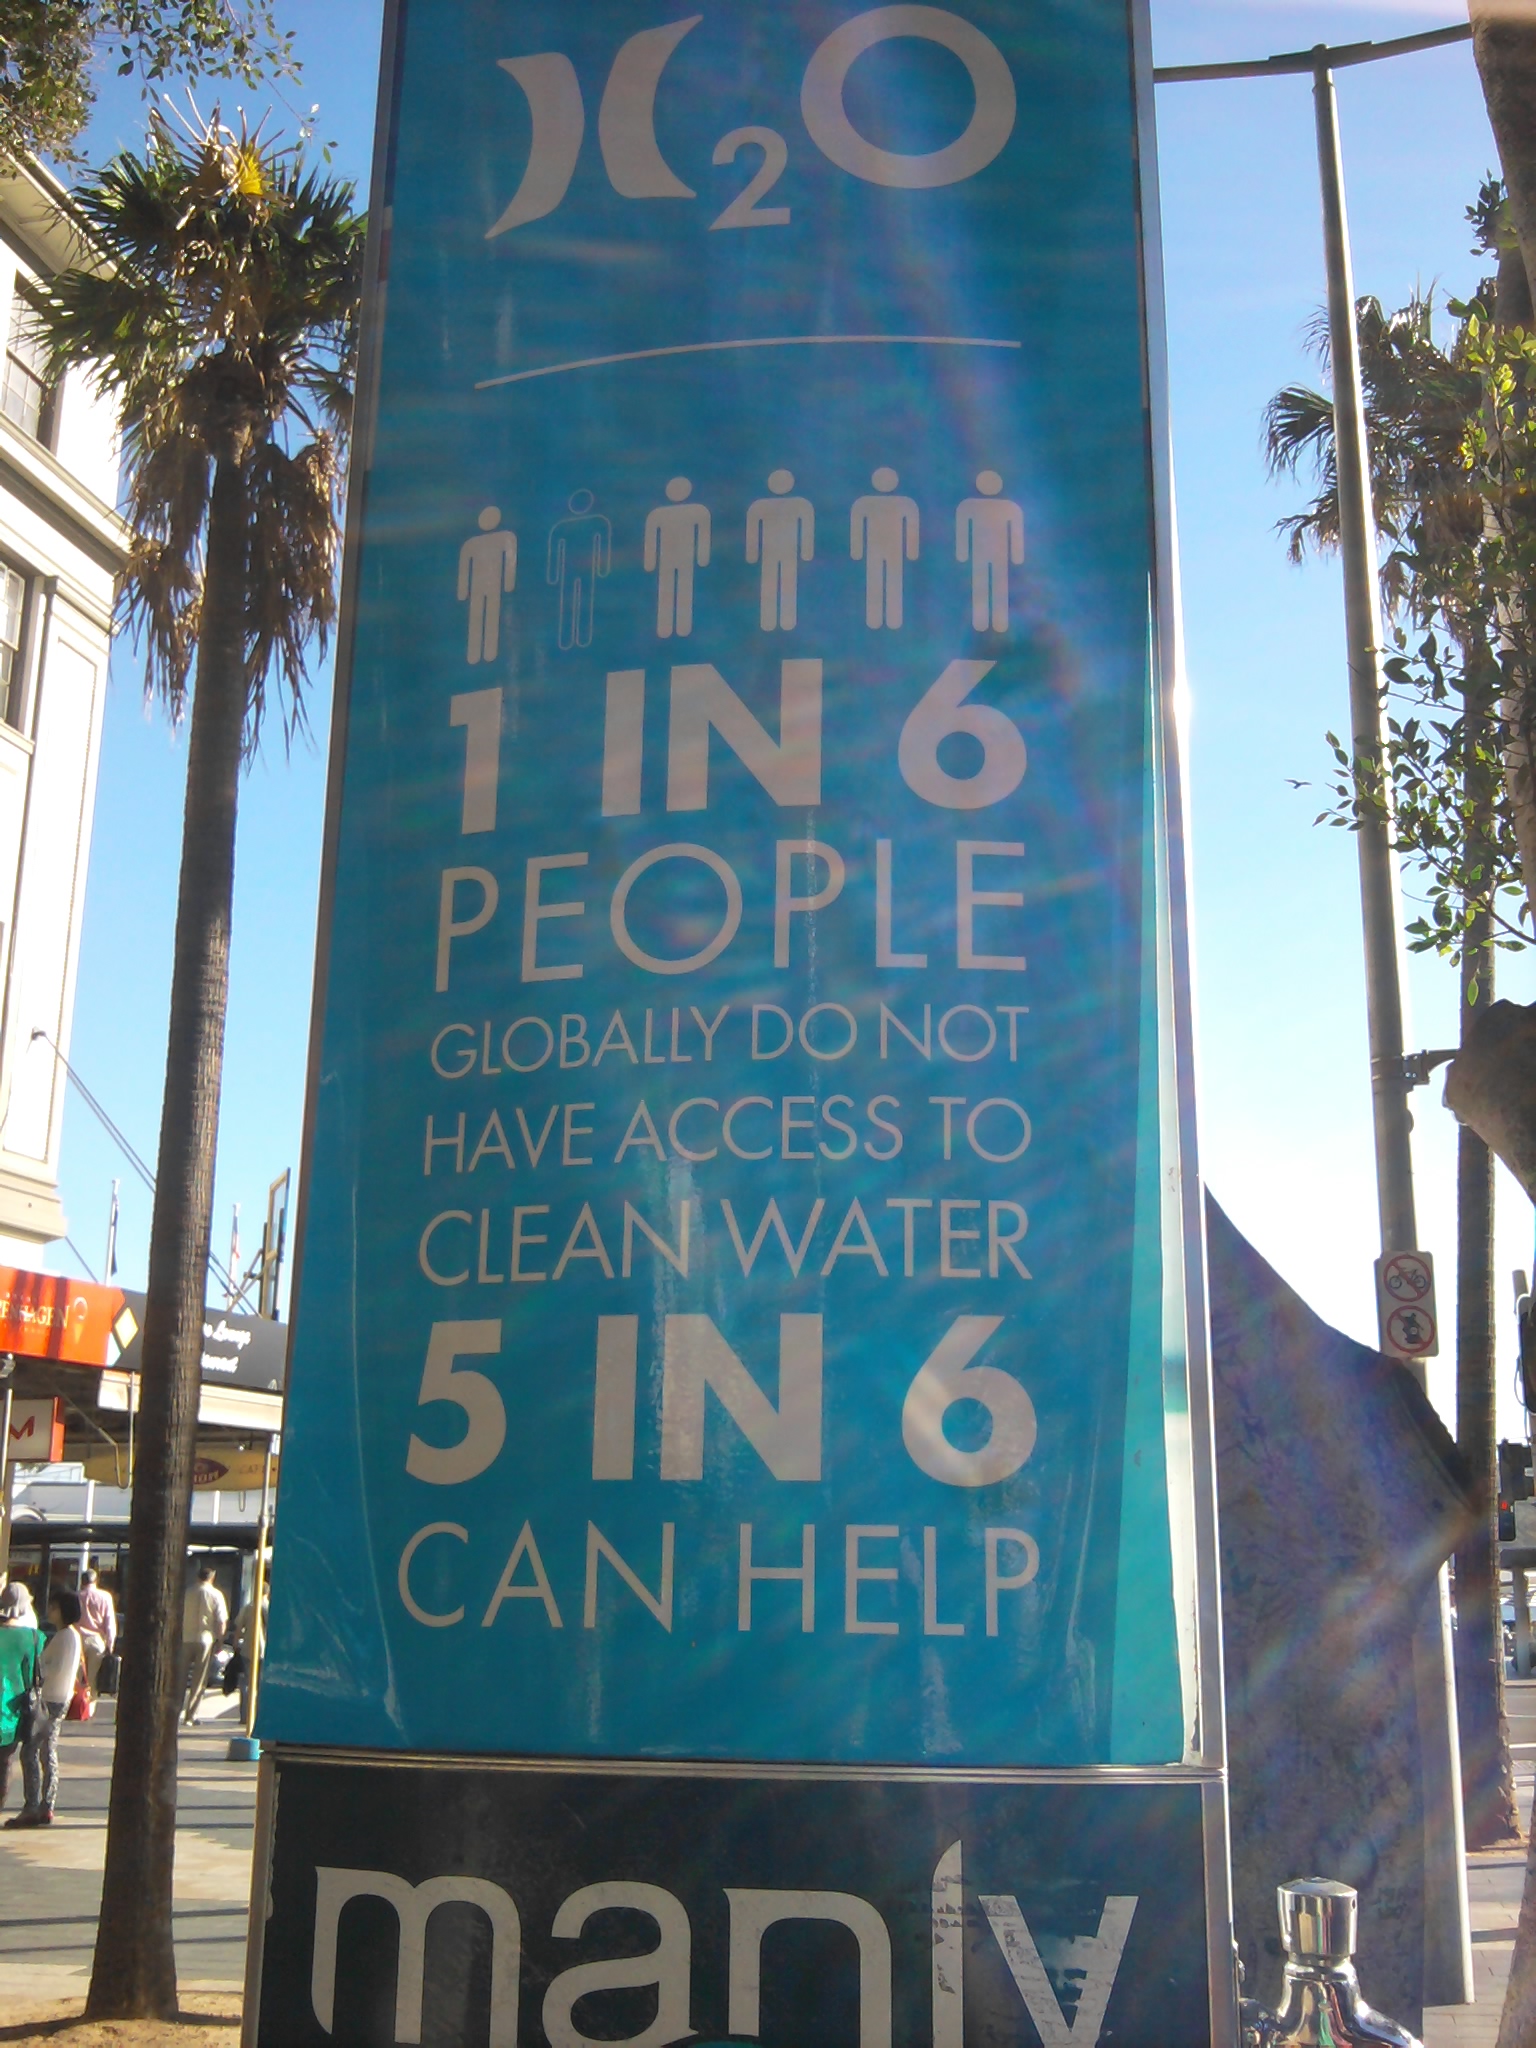 H2O
1 IN 6
PEOPLE
GLOBALLY DO NOT
HAVE ACCESS TO
CLEAN WATER
5 IN 6
CAN HELP
manly
Lounge